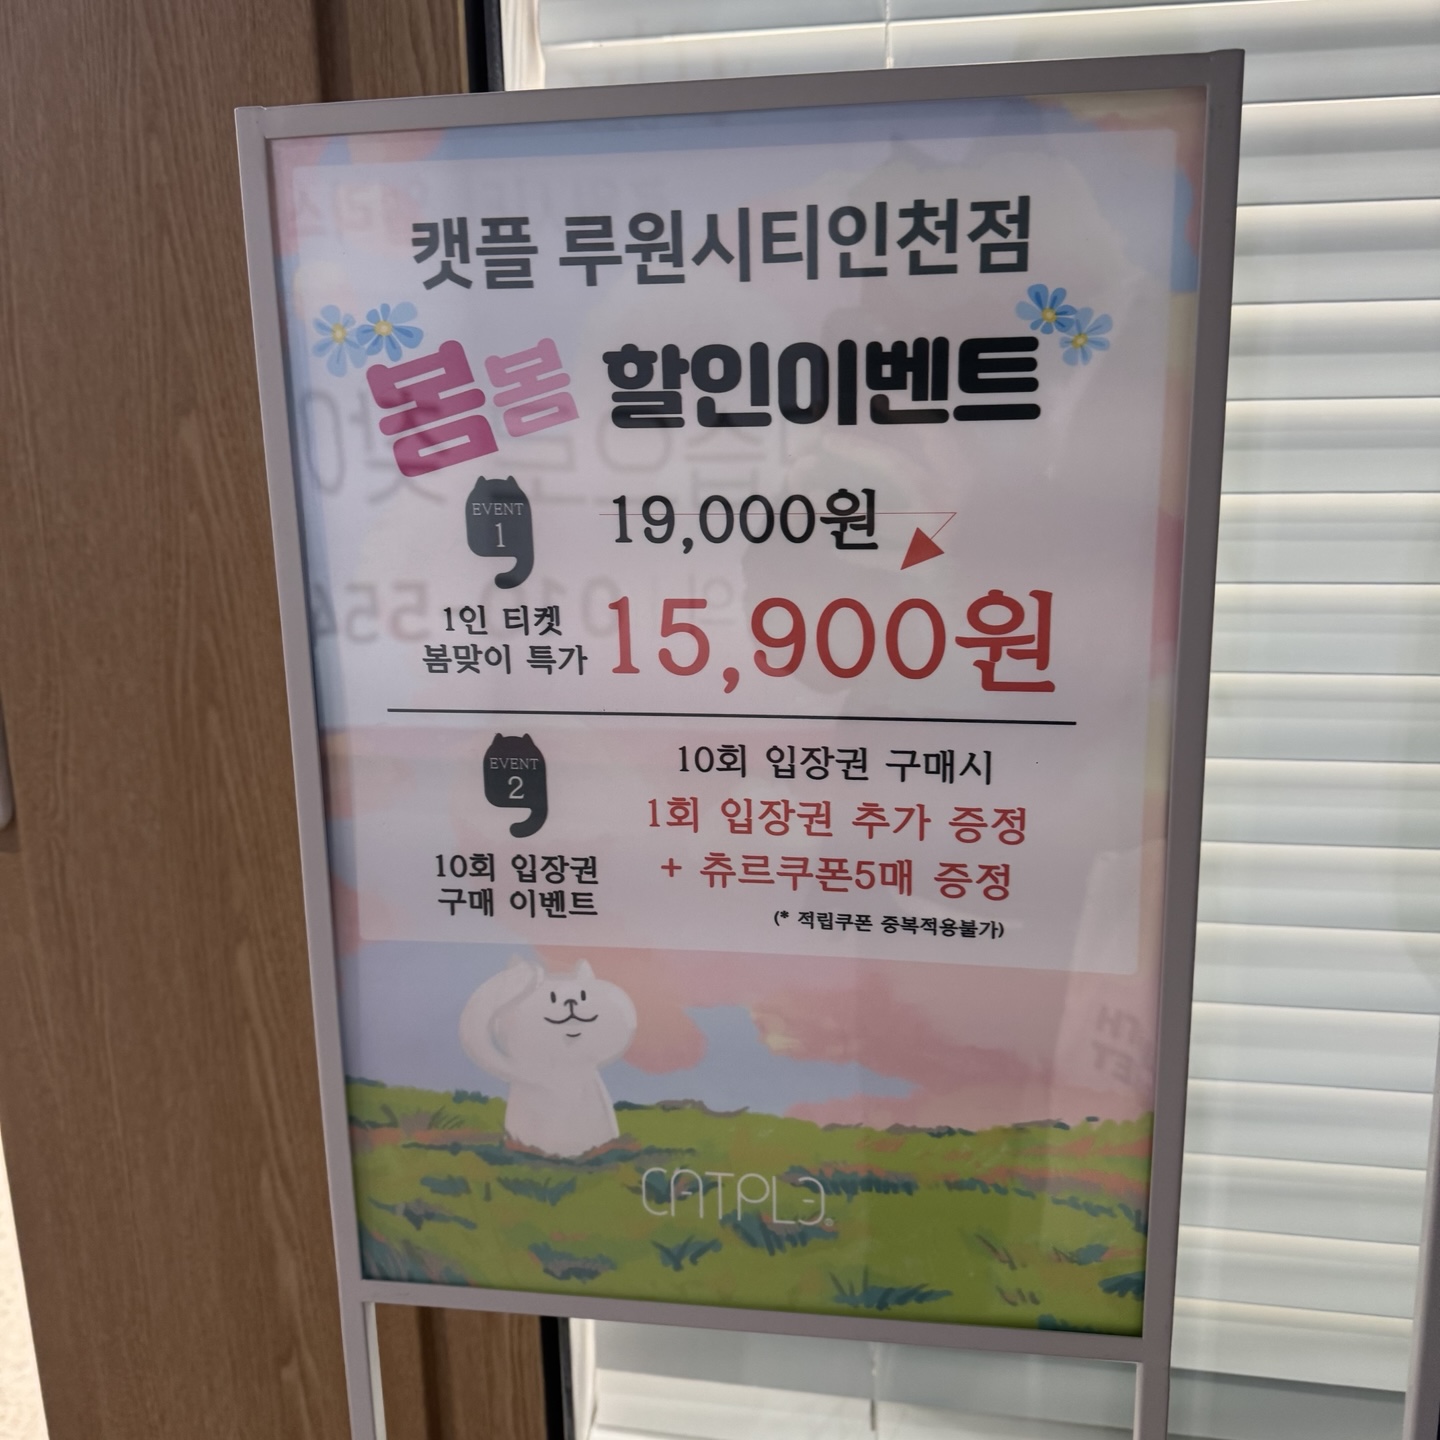 캣플 루원시티인천점
봄봄 할인이벤트
EVENT
1
19,000원
1인 티켓
봄맞이 특가
15,900원
EVENT
2
10회 입장권
구매 이벤트
10회 입장권 구매시
1회 입장권 추가 증정
+ 츄르쿠폰5매 증정
(* 적립쿠폰 중복적용불가)
CATPLE